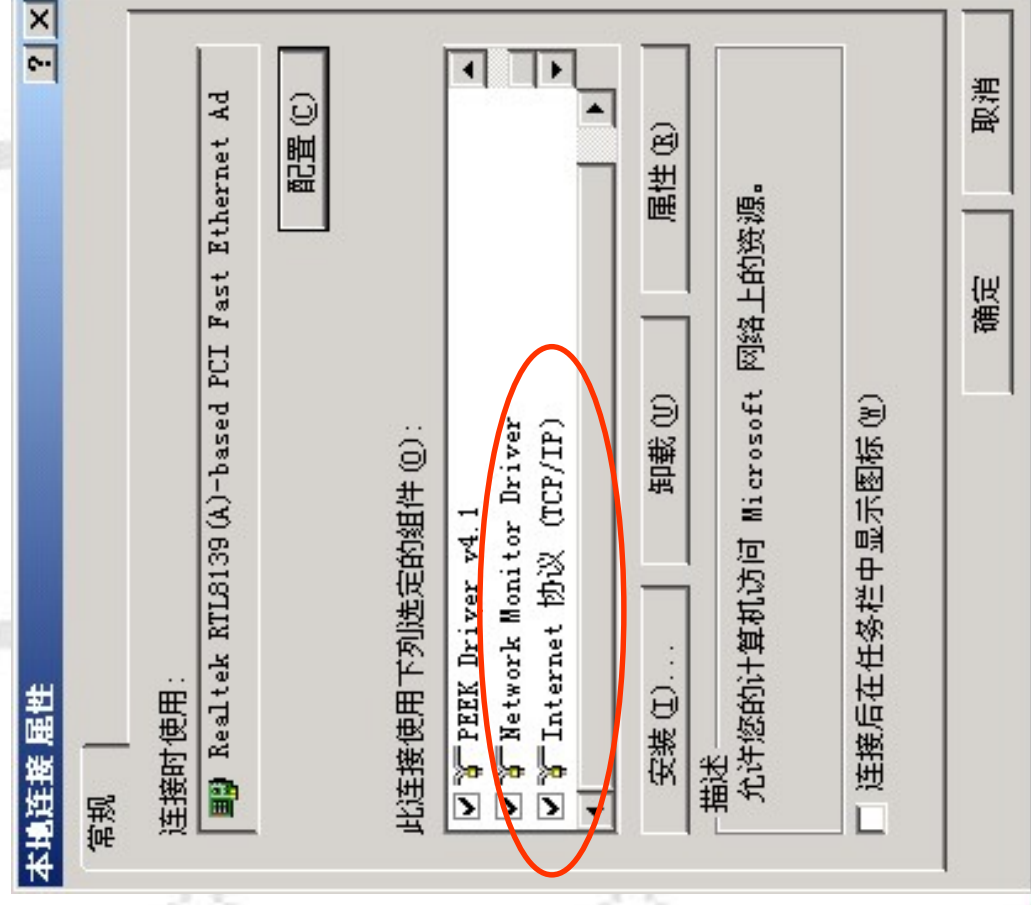 本地连接 属性
常规
连接时使用:
Realtek RTL8139(A)-based PCI Fast Ethernet Ad
配置(C)
此连接使用下列选定的组件(O):
PEEK Driver v4.1
Network Monitor Driver
Internet 协议 (TCP/IP)
安装(I)... 卸载(U) 属性(R)
描述
允许您的计算机访问 Microsoft 网络上的资源。
连接后在任务栏中显示图标(W)
确定 取消